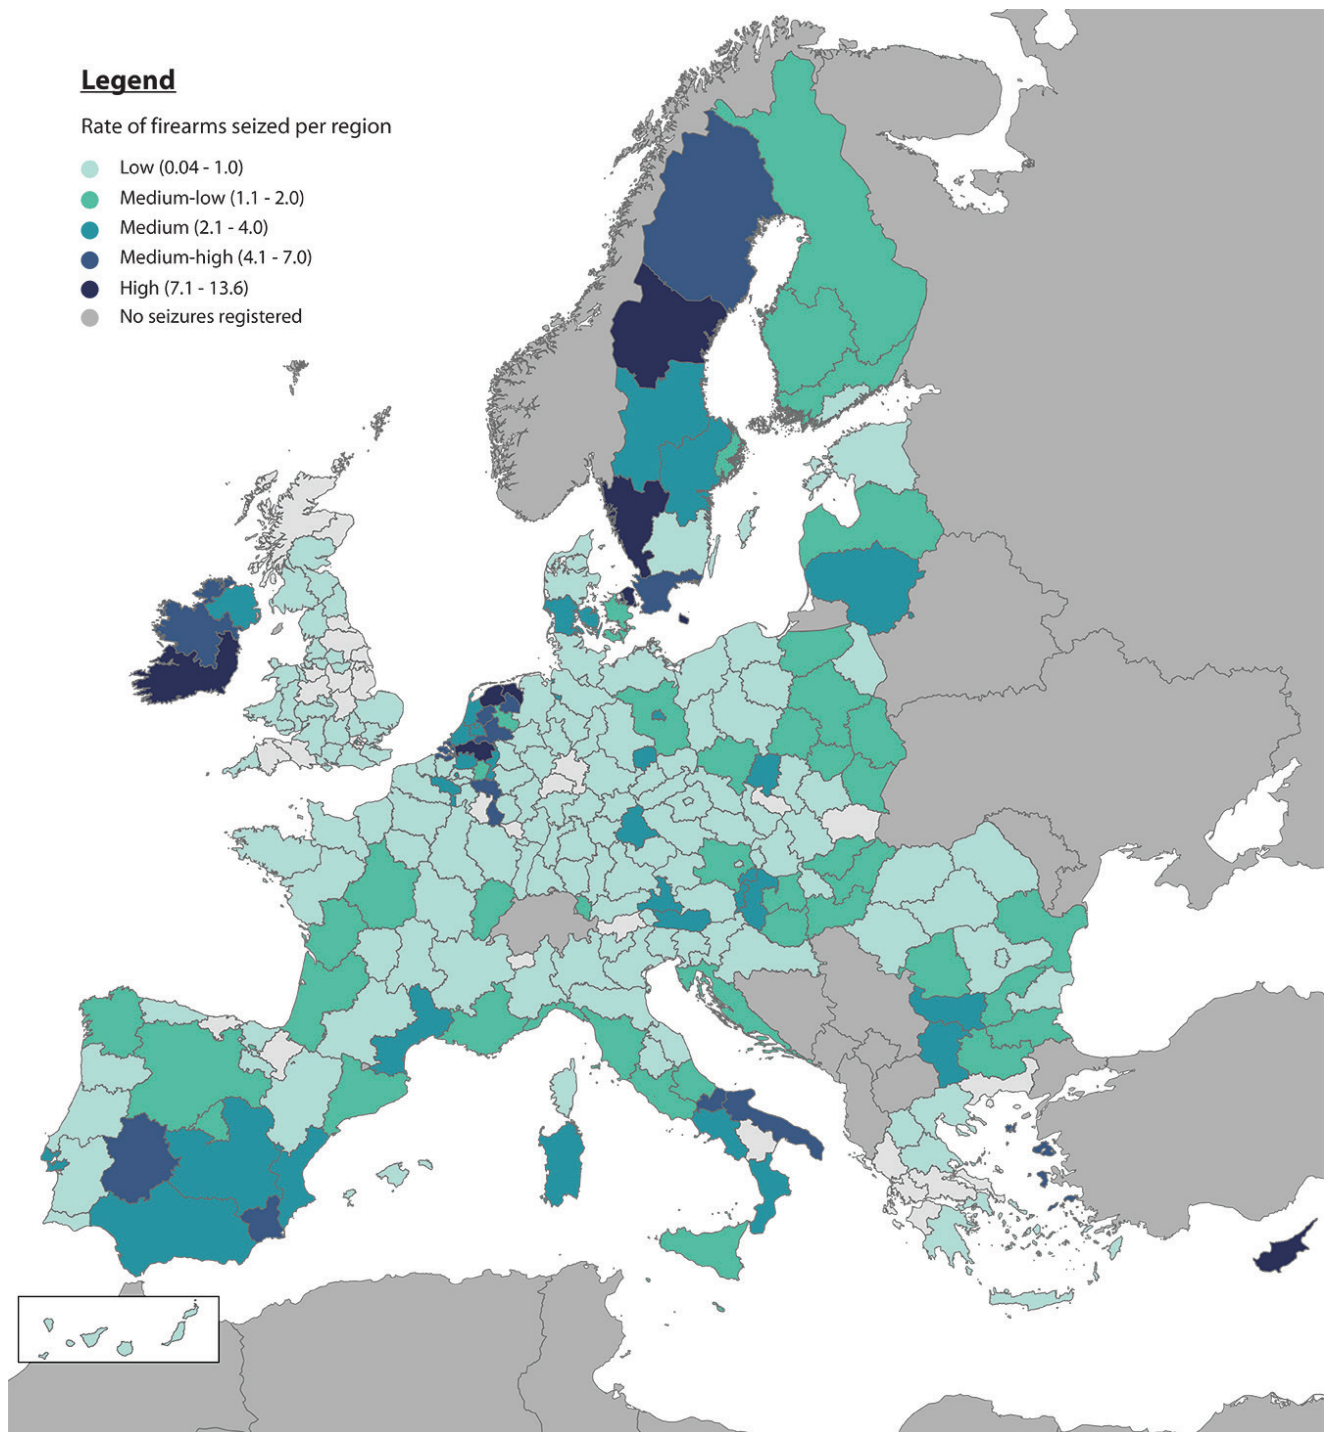 Legend
Rate of firearms seized per region
Low (0.04 - 1.0)
Medium-low (1.1 - 2.0)
Medium (2.1 - 4.0)
Medium-high (4.1 - 7.0)
High (7.1 - 13.6)
No seizures registered